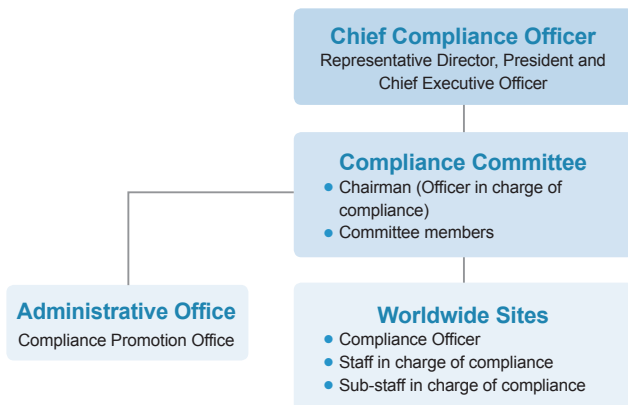 Chief Compliance Officer
Representative Director, President and
Chief Executive Officer
Compliance Committee
● Chairman (Officer in charge of
compliance)
● Committee members
Administrative Office
Compliance Promotion Office
Worldwide Sites
● Compliance Officer
● Staff in charge of compliance
● Sub-staff in charge of compliance